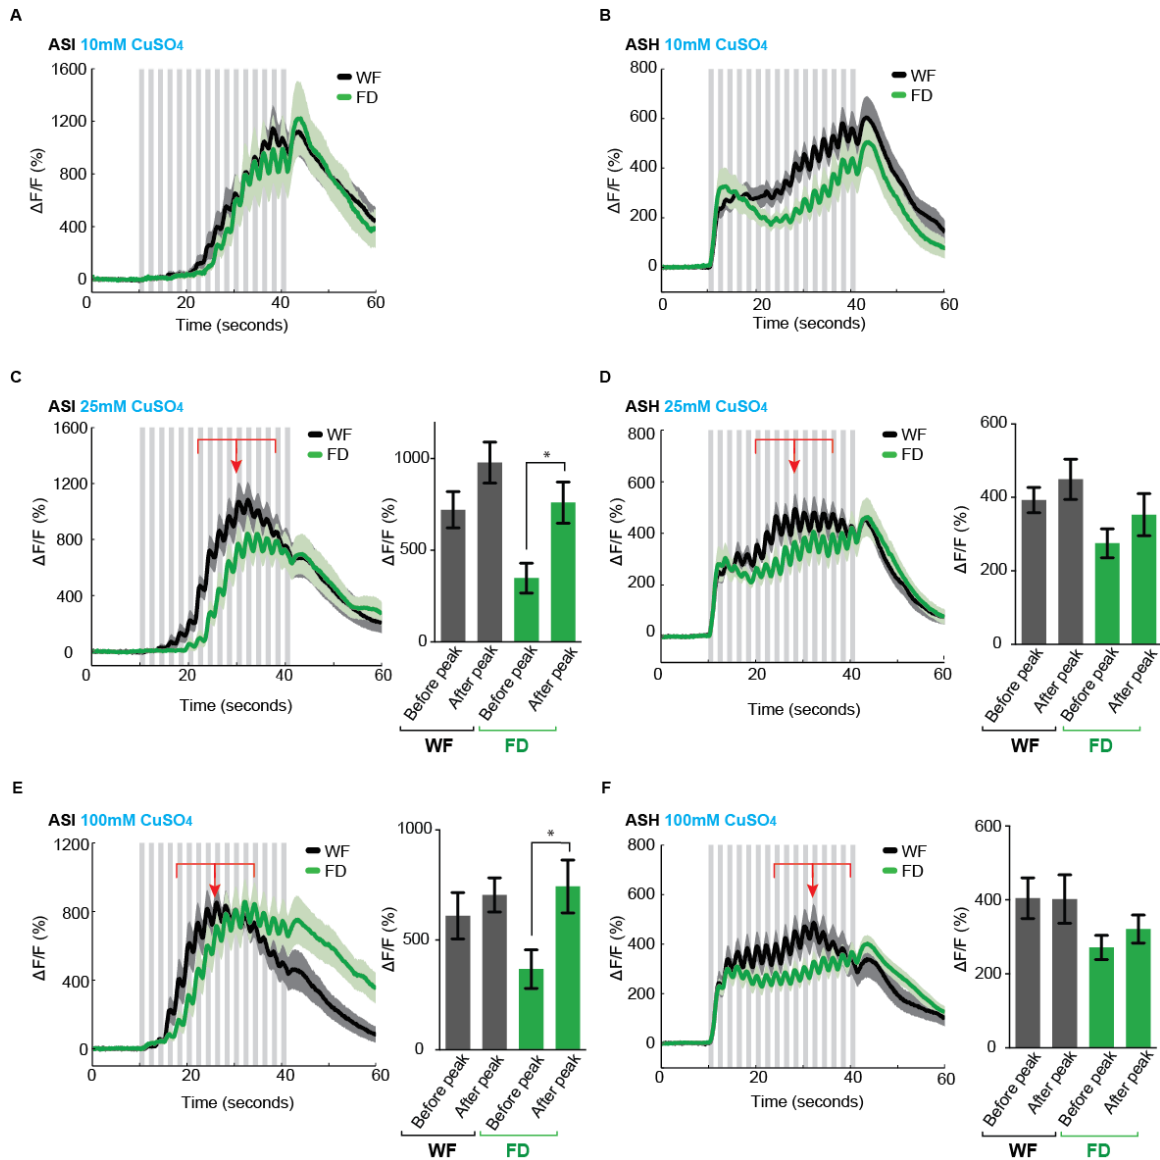 A
ASI 10mM CuSO4
1600
1200
800
400
0
ΔF/F (%)
0 20 40 60
Time (seconds)
WF
FD
B
ASH 10mM CuSO4
800
600
400
200
0
ΔF/F (%)
0 20 40 60
Time (seconds)
WF
FD
C
ASI 25mM CuSO4
1600
1200
800
400
0
ΔF/F (%)
0 20 40 60
Time (seconds)
WF
FD
1000
500
0
ΔF/F (%)
*
Before peak
After peak
Before peak
After peak
WF FD
D
ASH 25mM CuSO4
800
600
400
200
0
ΔF/F (%)
0 20 40 60
Time (seconds)
WF
FD
600
400
200
0
ΔF/F (%)
Before peak
After peak
Before peak
After peak
WF FD
E
ASI 100mM CuSO4
1200
800
400
0
ΔF/F (%)
0 20 40 60
Time (seconds)
WF
FD
1000
500
0
ΔF/F (%)
*
Before peak
After peak
Before peak
After peak
WF FD
F
ASH 100mM CuSO4
800
600
400
200
0
ΔF/F (%)
0 20 40 60
Time (seconds)
WF
FD
600
400
200
0
ΔF/F (%)
Before peak
After peak
Before peak
After peak
WF FD